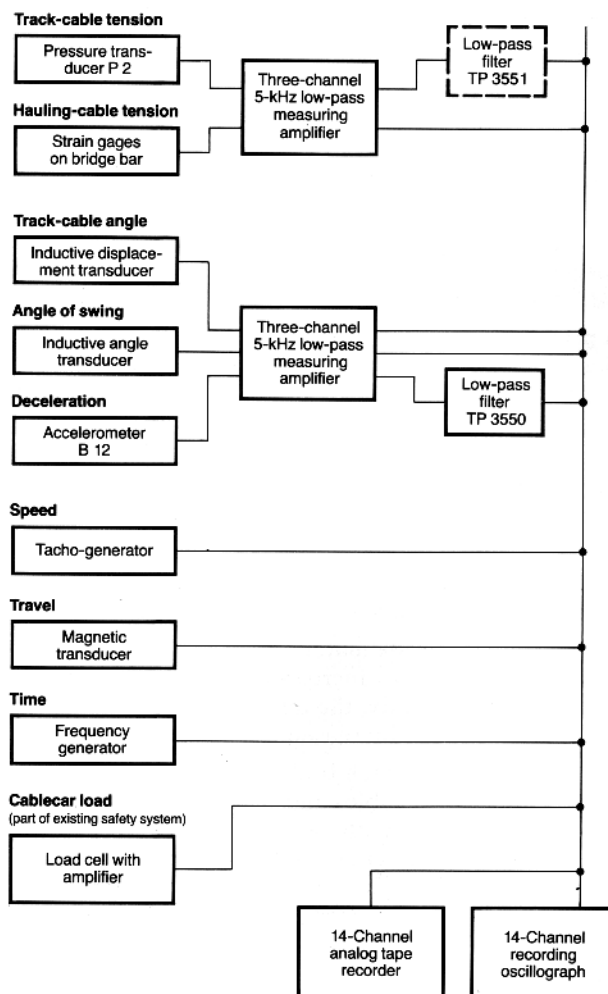 Track-cable tension
Pressure trans-
ducer P 2
Three-channel
5-kHz low-pass
measuring
amplifier
Low-pass
filter
TP 3551
Hauling-cable tension
Strain gages
on bridge bar
Track-cable angle
Inductive displace-
ment transducer
Angle of swing
Inductive angle
transducer
Three-channel
5-kHz low-pass
measuring
amplifier
Low-pass
filter
TP 3550
Deceleration
Accelerometer
B 12
Speed
Tacho-generator
Travel
Magnetic
transducer
Time
Frequency
generator
Cablecar load
(part of existing safety system)
Load cell with
amplifier
14-Channel
analog tape
recorder
14-Channel
recording
oscillograph